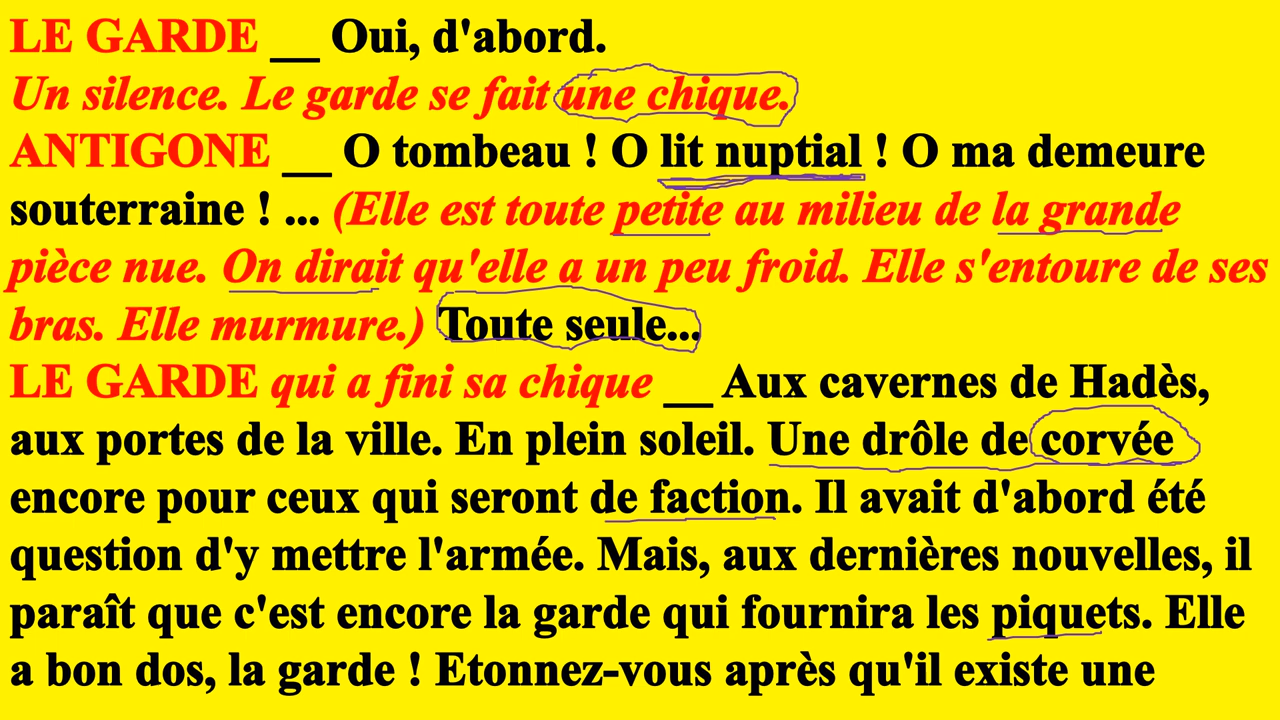 LE GARDE __ Oui, d'abord.
Un silence. Le garde se fait une chique.
ANTIGONE __ O tombeau ! O lit nuptial ! O ma demeure
souterraine ! ... (Elle est toute petite au milieu de la grande
pièce nue. On dirait qu'elle a un peu froid. Elle s'entoure de ses
bras. Elle murmure.) Toute seule...
LE GARDE qui a fini sa chique __ Aux cavernes de Hadès,
aux portes de la ville. En plein soleil. Une drôle de corvée
encore pour ceux qui seront de faction. Il avait d'abord été
question d'y mettre l'armée. Mais, aux dernières nouvelles, il
paraît que c'est encore la garde qui fournira les piquets. Elle
a bon dos, la garde ! Etonnez-vous après qu'il existe une